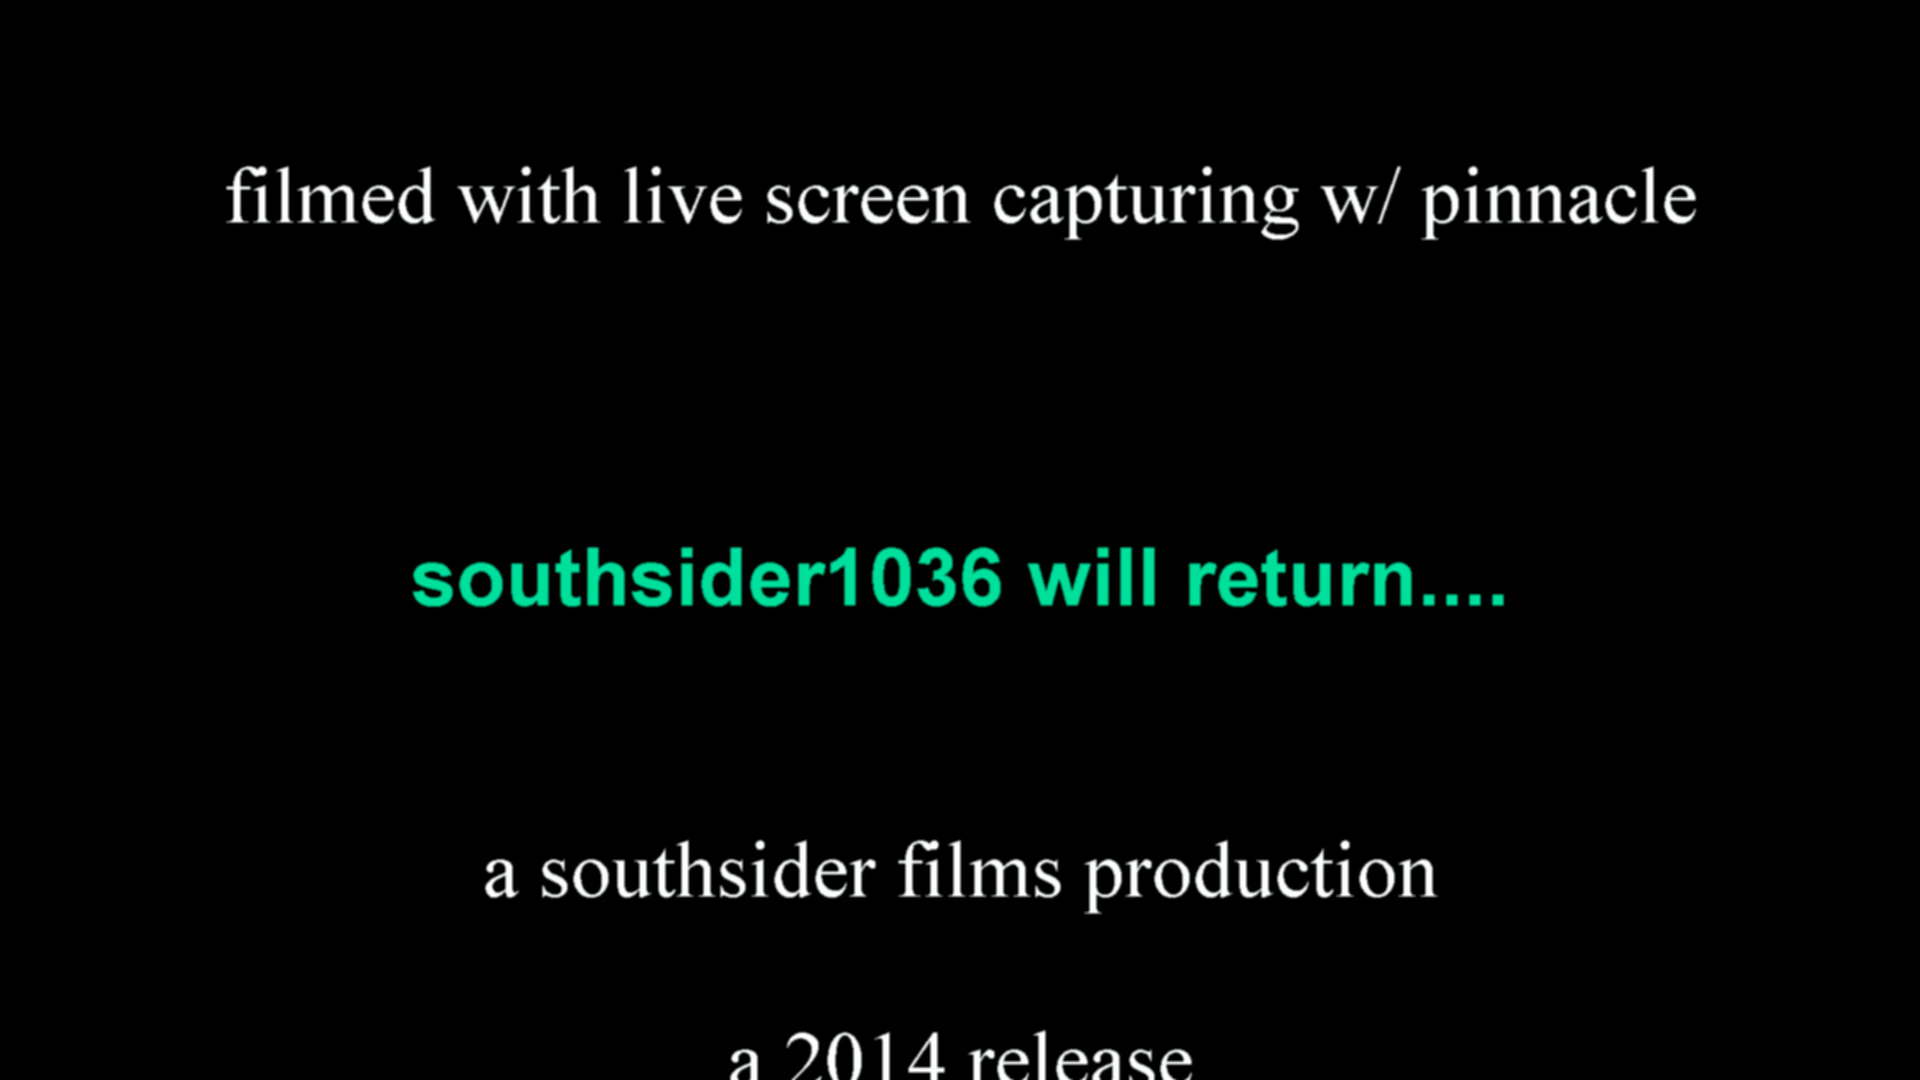 filmed with live screen capturing w/ pinnacle
southsider1036 will return....
a southsider films production
a 2014 release